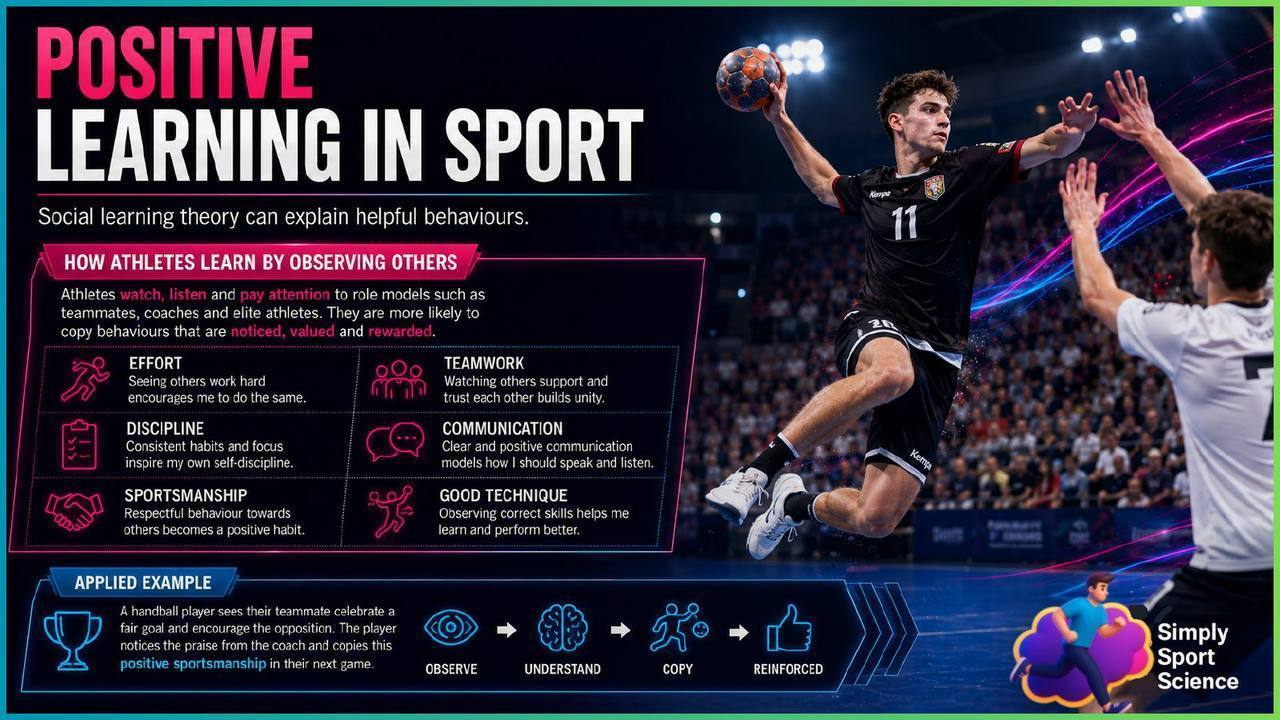 POSITIVE
LEARNING IN SPORT
Social learning theory can explain helpful behaviours.
HOW ATHLETES LEARN BY OBSERVING OTHERS
Athletes watch, listen and pay attention to role models such as
teammates, coaches and elite athletes. They are more likely to
copy behaviours that are noticed, valued and rewarded.
EFFORT
Seeing others work hard
encourages me to do the same.
TEAMWORK
Watching others support and
trust each other builds unity.
DISCIPLINE
Consistent habits and focus
inspire my own self-discipline.
COMMUNICATION
Clear and positive communication
models how I should speak and listen.
SPORTSMANSHIP
Respectful behaviour towards
others becomes a positive habit.
GOOD TECHNIQUE
Observing correct skills helps me
learn and perform better.
APPLIED EXAMPLE
A handball player sees their teammate celebrate a
fair goal and encourage the opposition. The player
notices the praise from the coach and copies this
positive sportsmanship in their next game.
OBSERVE
UNDERSTAND
COPY
REINFORCED
Kempa
11
Kempa
Simply
Sport
Science